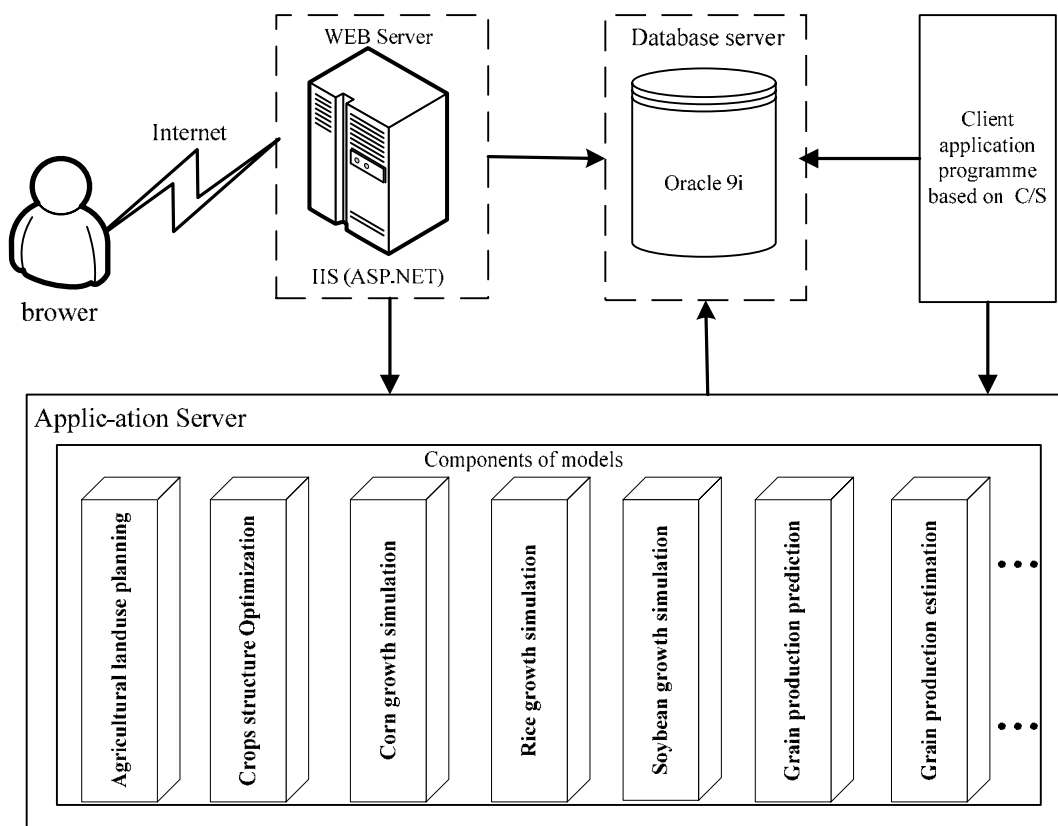 WEB Server
Database server
Internet
Client
application
programme
based on C/S
Oracle 9i
IIS (ASP.NET)
brower
Applic-ation Server
Components of models
Agricultural landuse planning
Crops structure Optimization
Corn growth simulation
Rice growth simulation
Soybean growth simulation
Grain production prediction
Grain production estimation
...
...